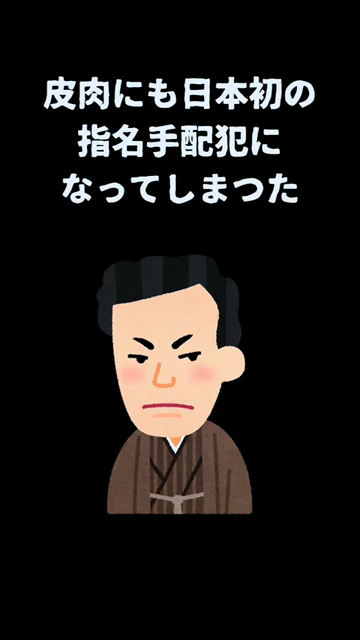 皮肉にも日本初の
指名手配犯に
なってしまつた